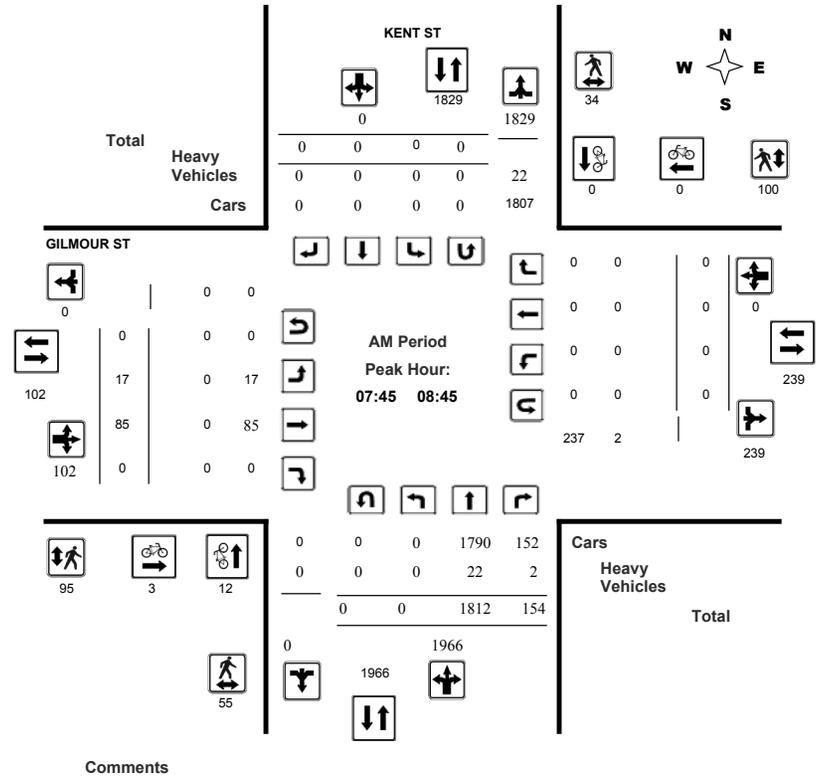 KENT ST
N
W E
S
1829
34
0 1829
Total
0 0 0 0
Heavy
Vehicles
0 0 0 0 22
Cars
0 0 0 0 1807
0 0 100
GILMOUR ST
0
0 0
0 0 0
102
17 0 17
85 0 85
102
0 0 0
AM Period
Peak Hour:
07:45 08:45
0 0 0
0 0 0 0
0 0 0
239
0 0 0
237 2
239
0 0 0 1790 152
Cars
0 0 0 22 2
Heavy
Vehicles
0 0 1812 154
Total
95 3 12
0 1966
1966
55
Comments